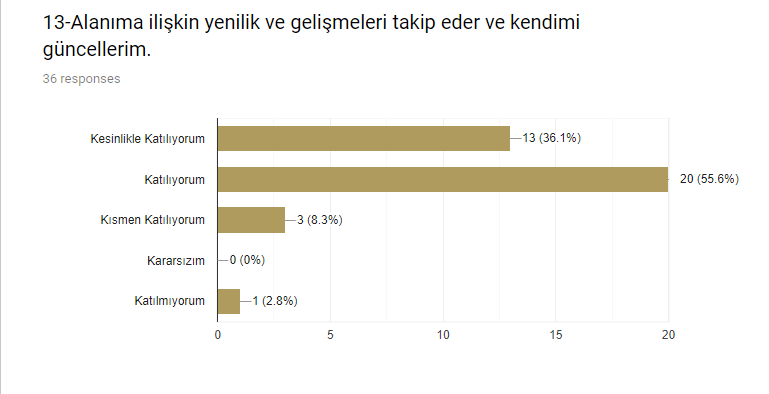 13-Alanıma ilişkin yenilik ve gelişmeleri takip eder ve kendimi
güncellerim.
36 responses
Kesinlikle Katılıyorum
13 (36.1%)
Katılıyorum
20 (55.6%)
Kısmen Katılıyorum
3 (8.3%)
Kararsızım
0 (0%)
Katılmıyorum
1 (2.8%)
0 5 10 15 20